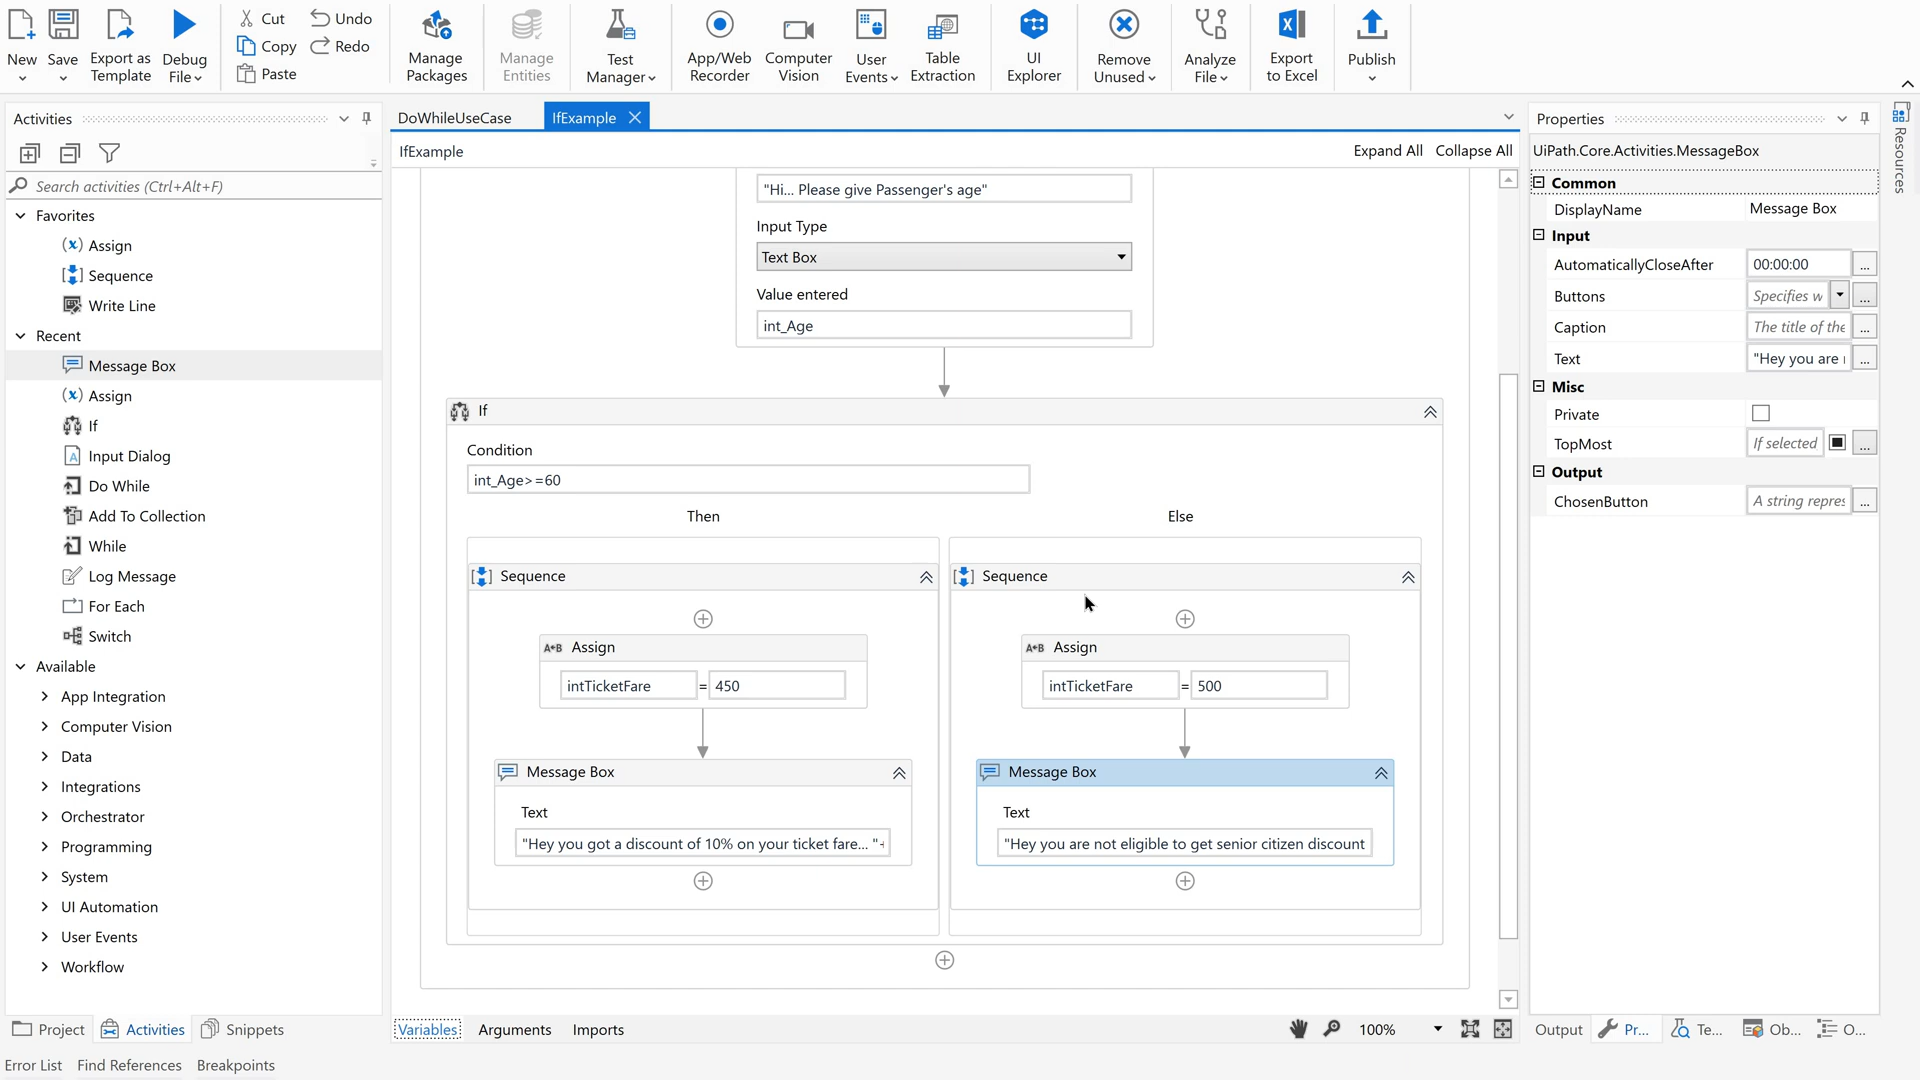 New
Save
Export as
Template
Debug
File
Cut
Copy
Paste
Undo
Redo
Manage
Packages
Manage
Entities
Test
Manager
App/Web
Recorder
Computer
Vision
User
Events
Table
Extraction
UI
Explorer
Remove
Unused
Analyze
File
Export
to Excel
Publish
Activities
Search activities (Ctrl+Alt+F)
Favorites
Assign
Sequence
Write Line
Recent
Message Box
Assign
If
Input Dialog
Do While
Add To Collection
While
Log Message
For Each
Switch
Available
App Integration
Computer Vision
Data
Integrations
Orchestrator
Programming
System
UI Automation
User Events
Workflow
Project
Activities
Snippets
Error List
Find References
Breakpoints
DoWhileUseCase
IfExample
IfExample
Expand All
Collapse All
"Hi... Please give Passenger's age"
Input Type
Text Box
Value entered
int_Age
If
Condition
int_Age>=60
Then
Else
Sequence
Sequence
A+B Assign
intTicketFare = 450
A+B Assign
intTicketFare = 500
Message Box
Text
"Hey you got a discount of 10% on your ticket fare... "+
Message Box
Text
"Hey you are not eligible to get senior citizen discount
Variables
Arguments
Imports
100%
Properties
UiPath.Core.Activities.MessageBox
Common
DisplayName
Message Box
Input
AutomaticallyCloseAfter
00:00:00
...
Buttons
Specifies w
...
Caption
The title of the
...
Text
"Hey you are
...
Misc
Private
TopMost
If selected
...
Output
ChosenButton
A string repres
...
Output
Pr...
Te...
Ob...
O...
Resources